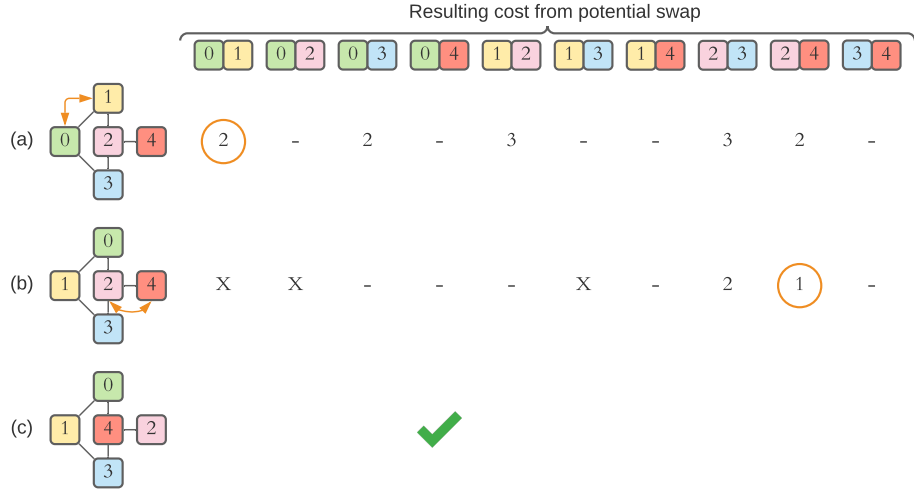 Resulting cost from potential swap
0 1 0 2 0 3 0 4 1 2 1 3 1 4 2 3 2 4 3 4
1
(a) 0 2 4 2 - 2 - 3 - - 3 2 -
3
0
(b) 1 2 4 X X - - - X - 2 1 -
3
0
(c) 1 4 2
3